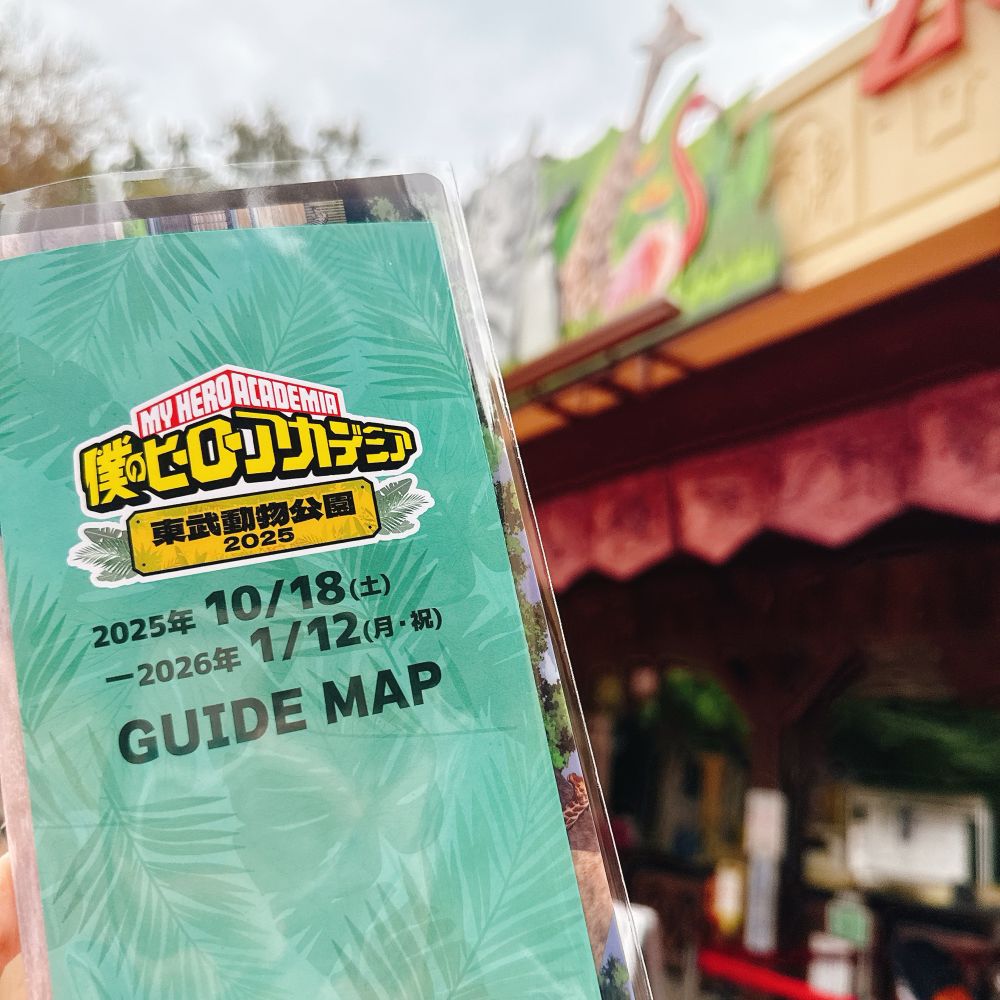 MY HERO ACADEMIA
僕のヒーローアカデミア
東武動物公園
2025
2025年 10/18(土)
—2026年 1/12(月・祝)
GUIDE MAP